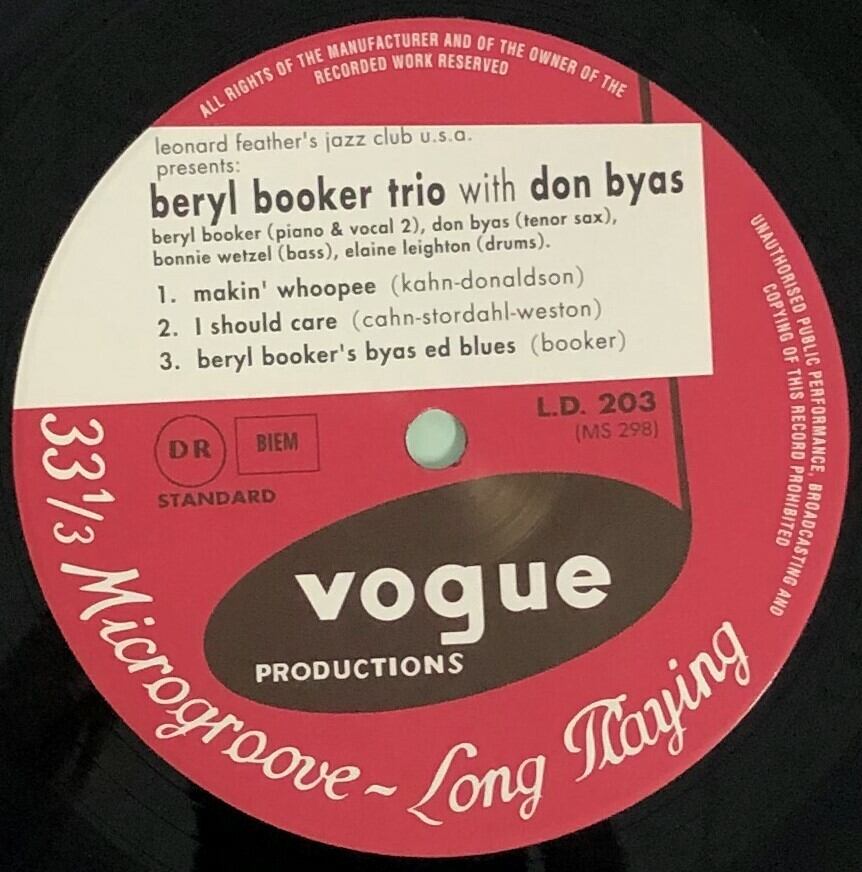 ALL RIGHTS OF THE MANUFACTURER AND OF THE OWNER OF THE
RECORDED WORK RESERVED
leonard feather's jazz club u.s.a.
presents:
beryl booker trio with don byas
beryl booker (piano & vocal 2), don byas (tenor sax),
bonnie wetzel (bass), elaine leighton (drums).
1. makin' whoopee (kahn-donaldson)
2. I should care (cahn-stordahl-weston)
3. beryl booker's byas ed blues (booker)
UNAUTHORISED PUBLIC PERFORMANCE, BROADCASTING AND
COPYING OF THIS RECORD PROHIBITED
L.D. 203
(MS 298)
DR
BIEM
STANDARD
vogue
PRODUCTIONS
33 1/3 Microgroove ~ Long Playing